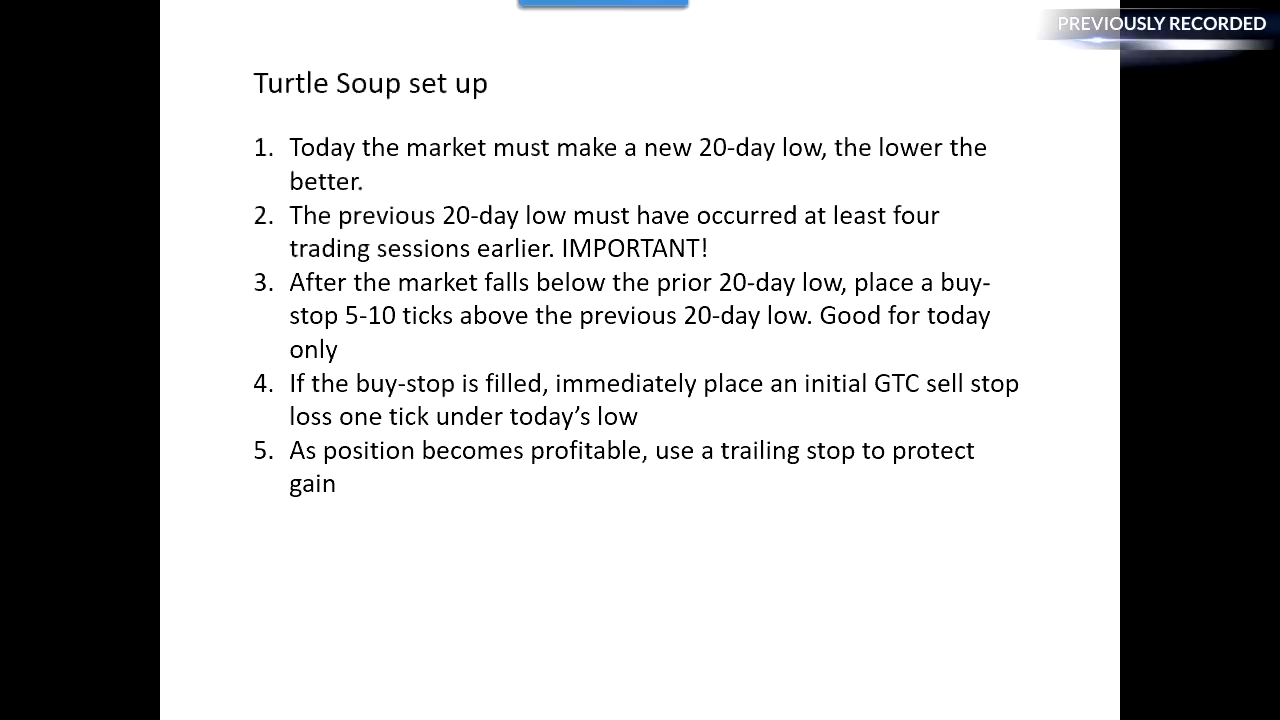 PREVIOUSLY RECORDED
Turtle Soup set up
1. Today the market must make a new 20-day low, the lower the
better.
2. The previous 20-day low must have occurred at least four
trading sessions earlier. IMPORTANT!
3. After the market falls below the prior 20-day low, place a buy-
stop 5-10 ticks above the previous 20-day low. Good for today
only
4. If the buy-stop is filled, immediately place an initial GTC sell stop
loss one tick under today’s low
5. As position becomes profitable, use a trailing stop to protect
gain